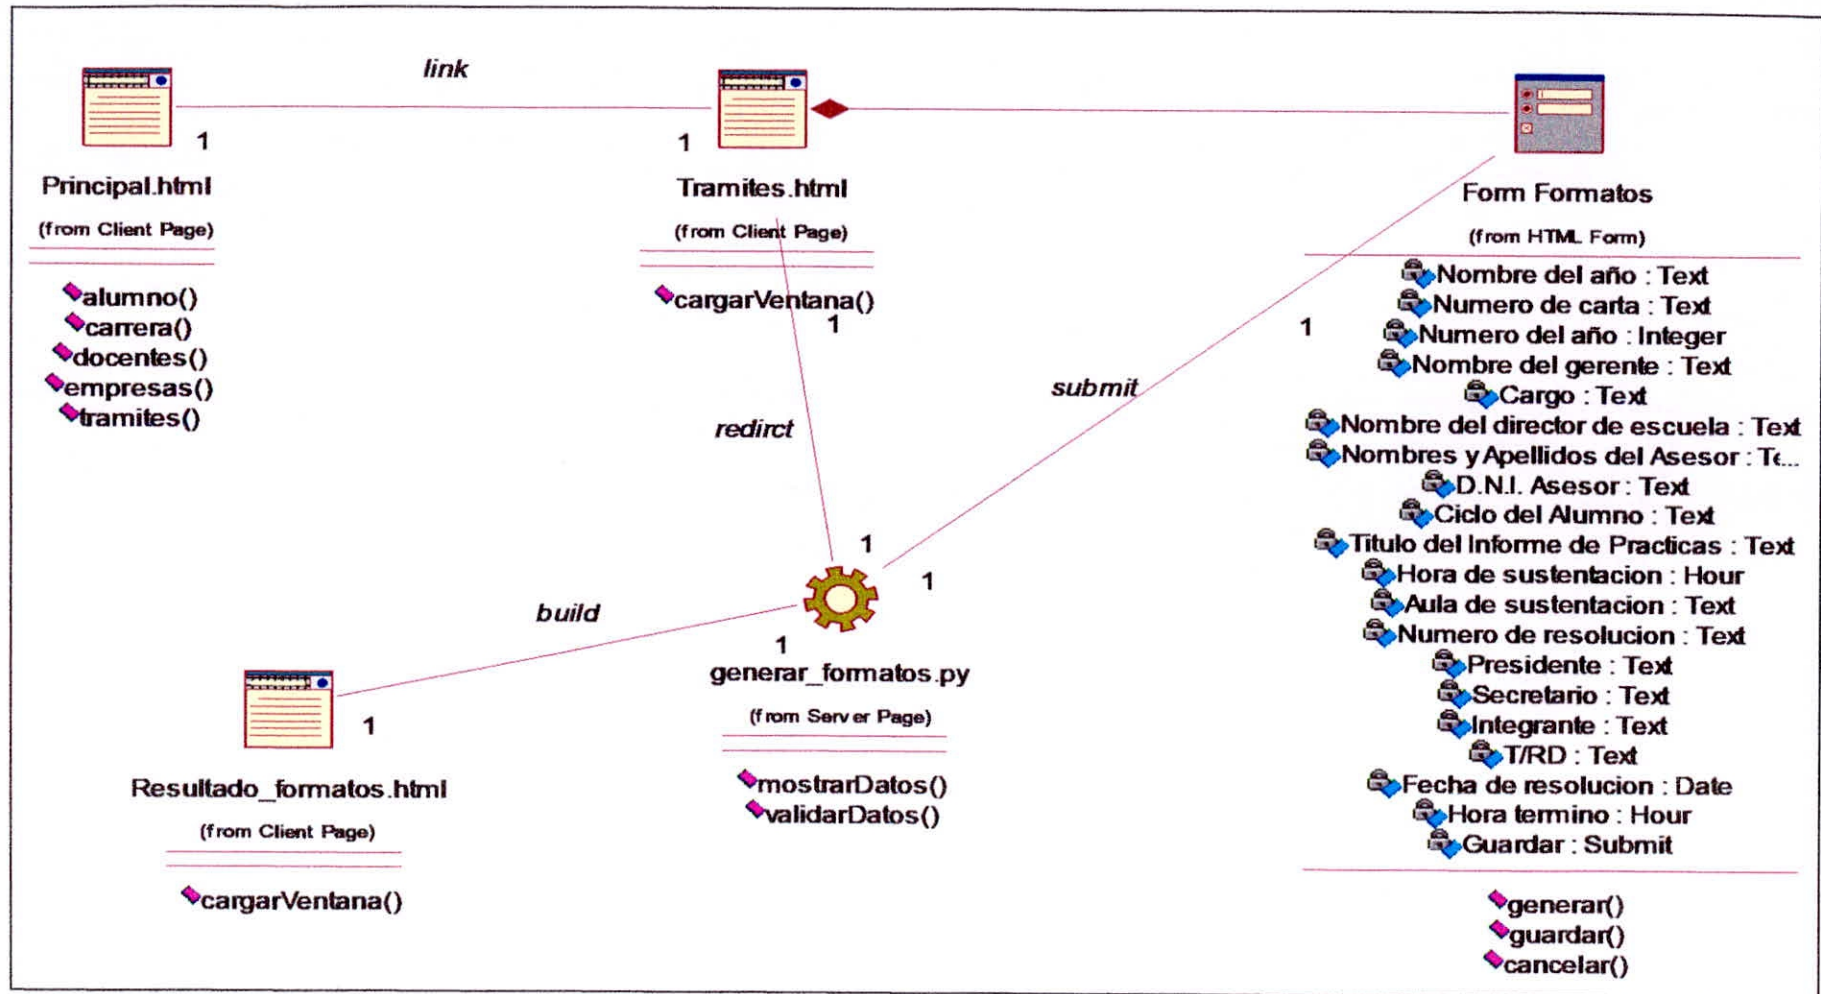 link
1
1
Principal.html
(from Client Page)
alumno()
carrera()
docentes()
empresas()
tramites()
Tramites.html
(from Client Page)
cargarVentana()
1
redirct
submit
1
Form Formatos
(from HTML Form)
Nombre del año : Text
Numero de carta : Text
Numero del año : Integer
Nombre del gerente : Text
Cargo : Text
Nombre del director de escuela : Text
Nombres y Apellidos del Asesor : Te...
D.N.I. Asesor : Text
Ciclo del Alumno : Text
Titulo del Informe de Practicas : Text
Hora de sustentacion : Hour
Aula de sustentacion : Text
Numero de resolucion : Text
Presidente : Text
Secretario : Text
Integrante : Text
T/RD : Text
Fecha de resolucion : Date
Hora termino : Hour
Guardar : Submit
generar()
guardar()
cancelar()
1
1
build
1
generar_formatos.py
(from Server Page)
mostrarDatos()
validarDatos()
1
Resultado_formatos.html
(from Client Page)
cargarVentana()